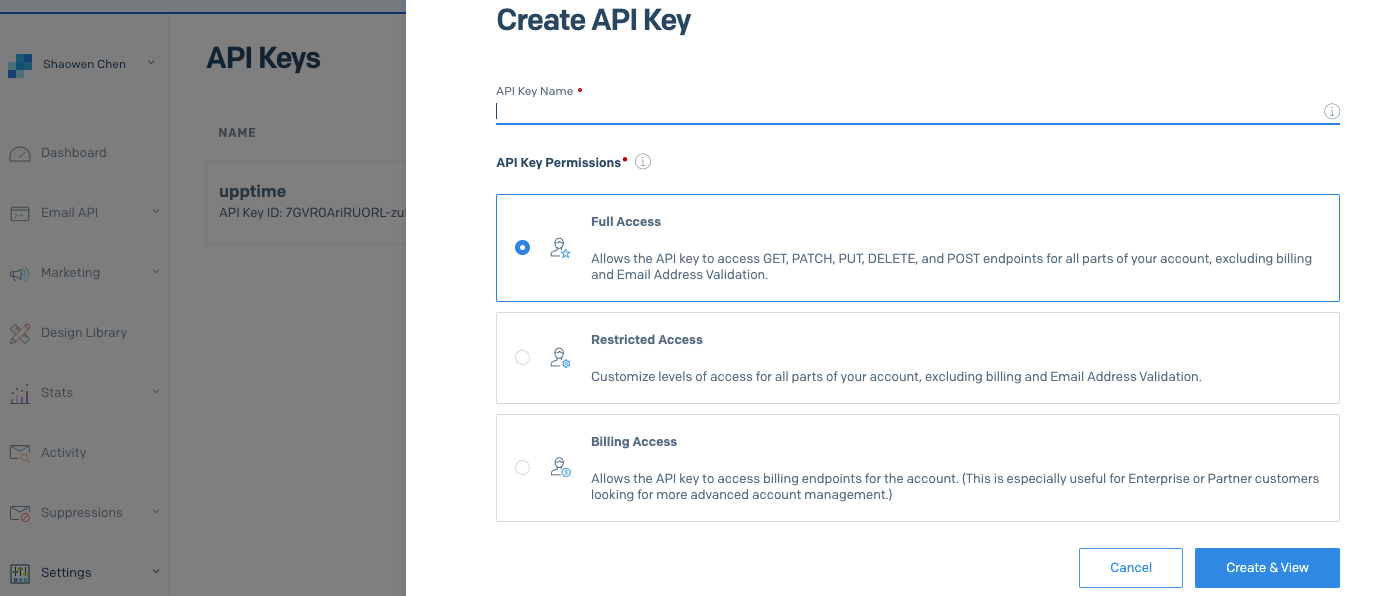 Create API Key
Shaowen Chen
API Keys
API Key Name
NAME
Dashboard
API Key Permissions
upptime
API Key ID: 7GVR0AriRUORL-zu
Email API
Full Access
Allows the API key to access GET, PATCH, PUT, DELETE, and POST endpoints for all parts of your account, excluding billing
and Email Address Validation.
Marketing
Design Library
Restricted Access
Customize levels of access for all parts of your account, excluding billing and Email Address Validation.
Stats
Activity
Billing Access
Allows the API key to access billing endpoints for the account. (This is especially useful for Enterprise or Partner customers
looking for more advanced account management.)
Suppressions
Settings
Cancel
Create & View